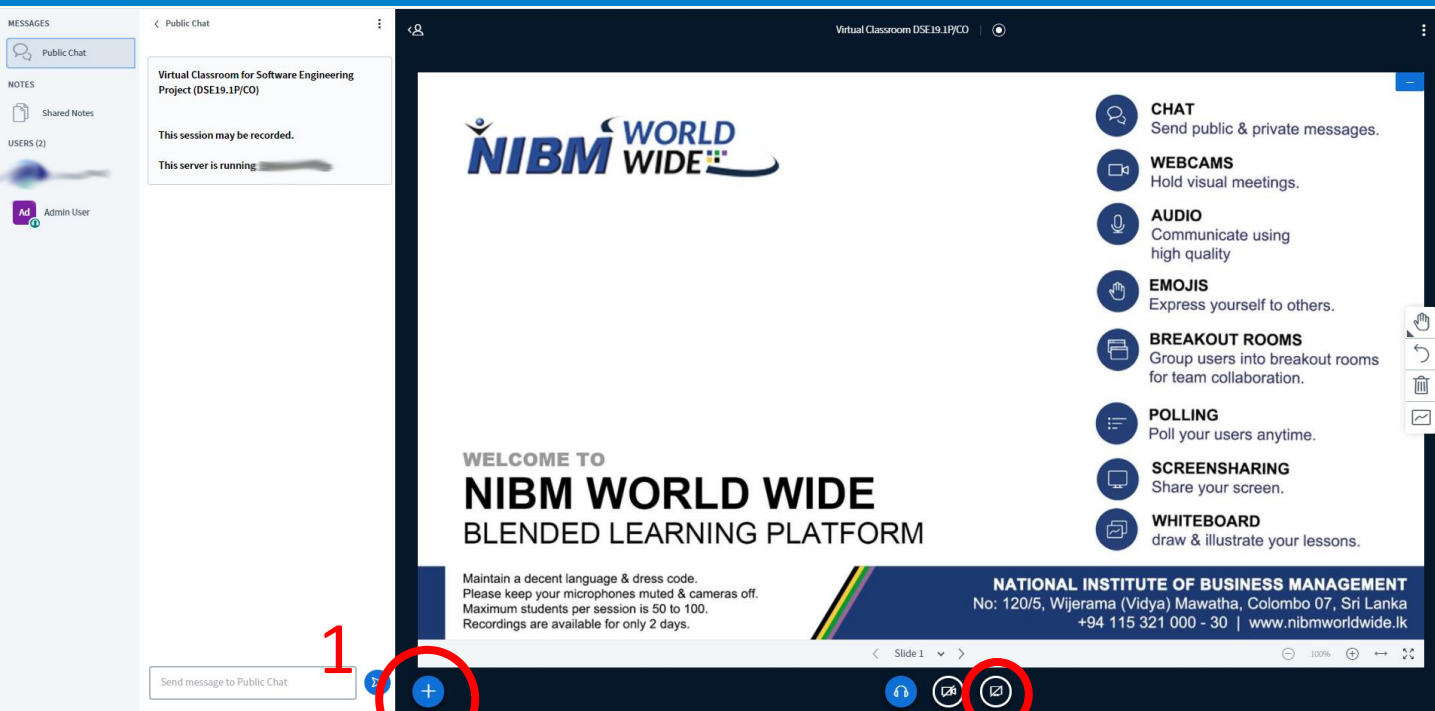 MESSAGES
Public Chat
NOTES
Shared Notes
USERS (2)
Ad
Admin User
Public Chat
Virtual Classroom for Software Engineering
Project (DSE19.1P/CO)
This session may be recorded.
This server is running
Send message to Public Chat
1
Virtual Classroom DSE19.1P/CO
NIBM WORLD
WIDE
WELCOME TO
NIBM WORLD WIDE
BLENDED LEARNING PLATFORM
CHAT
Send public & private messages.
WEBCAMS
Hold visual meetings.
AUDIO
Communicate using
high quality
EMOJIS
Express yourself to others.
BREAKOUT ROOMS
Group users into breakout rooms
for team collaboration.
POLLING
Poll your users anytime.
SCREENSHARING
Share your screen.
WHITEBOARD
draw & illustrate your lessons.
Maintain a decent language & dress code.
Please keep your microphones muted & cameras off.
Maximum students per session is 50 to 100.
Recordings are available for only 2 days.
NATIONAL INSTITUTE OF BUSINESS MANAGEMENT
No: 120/5, Wijerama (Vidya) Mawatha, Colombo 07, Sri Lanka
+94 115 321 000 - 30 | www.nibmworldwide.lk
Slide 1
100%